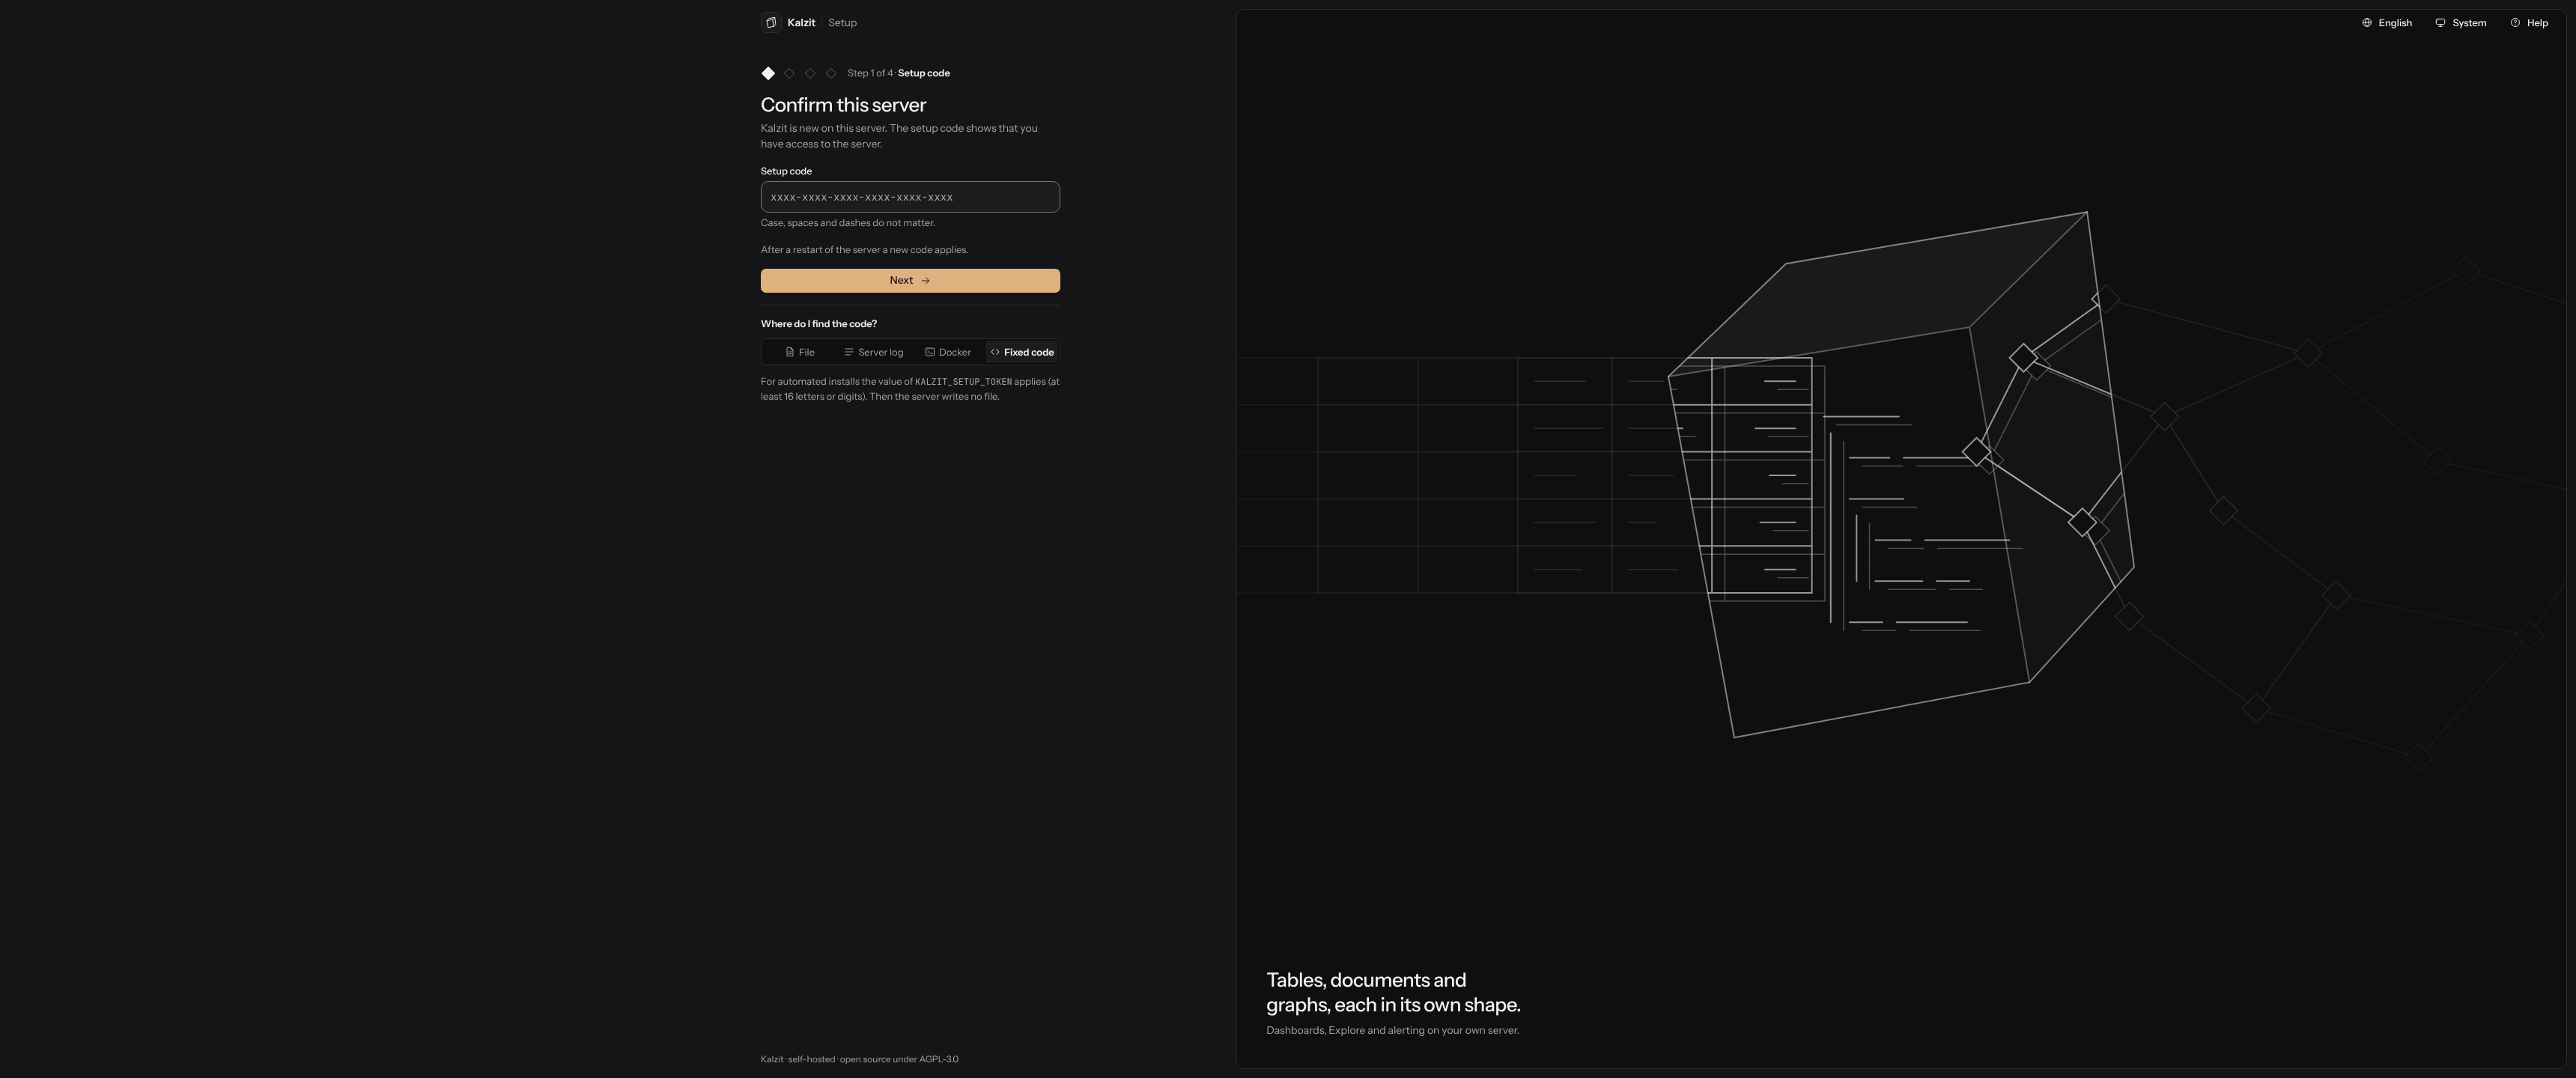 Kalzit Setup
English System Help
Step 1 of 4 · Setup code
Confirm this server
Kalzit is new on this server. The setup code shows that you
have access to the server.
Setup code
xxxx-xxxx-xxxx-xxxx-xxxx-xxxx
Case, spaces and dashes do not matter.
After a restart of the server a new code applies.
Next →
Where do I find the code?
File Server log Docker Fixed code
For automated installs the value of KALZIT_SETUP_TOKEN applies (at
least 16 letters or digits). Then the server writes no file.
Tables, documents and
graphs, each in its own shape.
Dashboards, Explore and alerting on your own server.
Kalzit · self-hosted · open source under AGPL-3.0